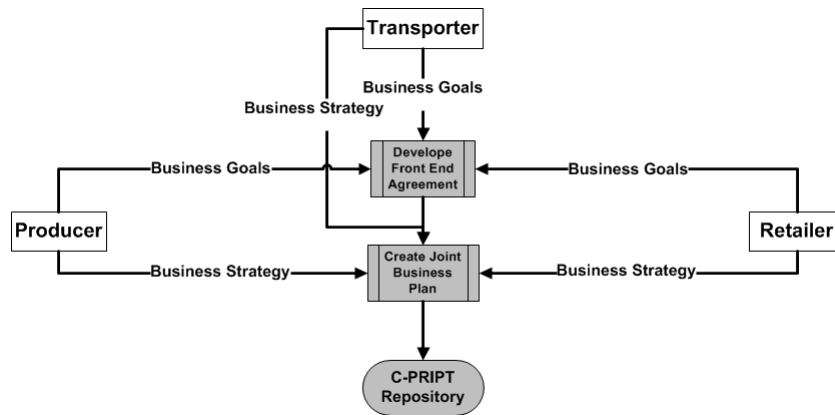 Transporter
Business Goals
Business Strategy
Develope
Front End
Agreement
Business Goals
Business Goals
Producer
Retailer
Create Joint
Business
Plan
Business Strategy
Business Strategy
C-PRIPT
Repository